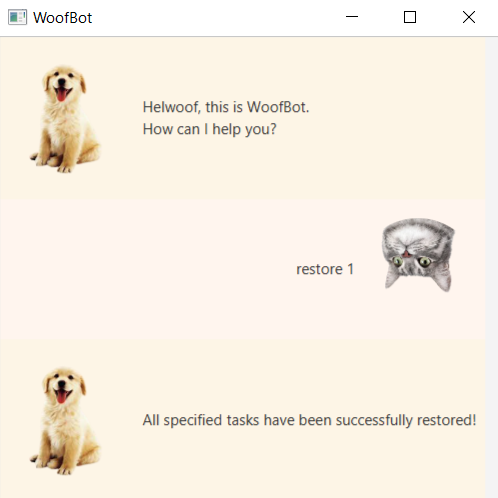 WoofBot
Helwoof, this is WoofBot.
How can I help you?
restore 1
All specified tasks have been successfully restored!